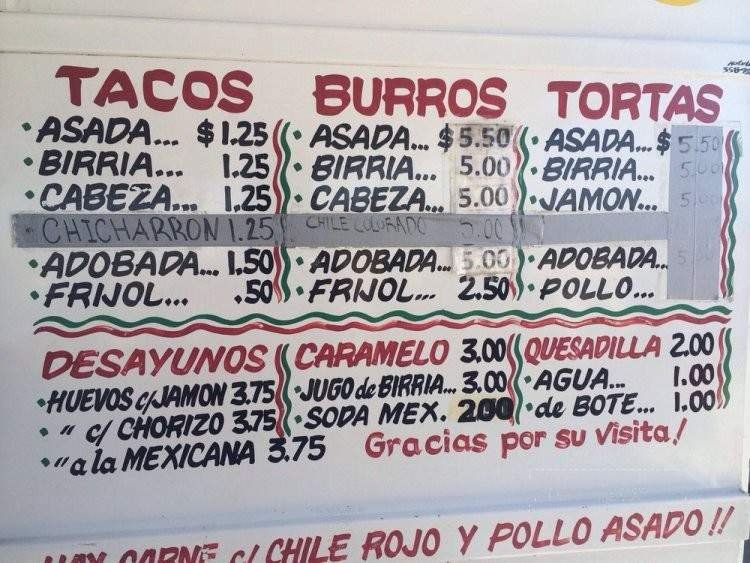 TACOS
ASADA... $1.25
BIRRIA... 1.25
CABEZA... 1.25
CHICHARRON 1.25
ADOBADA... 1.50
FRIJOL... .50
BURROS
ASADA... $5.50
BIRRIA... 5.00
CABEZA... 5.00
CHILE COLORADO 5.00
ADOBADA... 5.00
FRIJOL... 2.50
TORTAS
ASADA... $5.50
BIRRIA... 5.00
JAMON... 5.00
ADOBADA...
POLLO...
DESAYUNOS
HUEVOS c/JAMON 3.75
" c/ CHORIZO 3.75
" a la MEXICANA 3.75
CARAMELO 3.00
JUGO de BIRRIA... 3.00
SODA MEX. 2.00
QUESADILLA 2.00
AGUA... 1.00
de BOTE... 1.00
Gracias por su Visita!
HAY CARNE c/ CHILE ROJO Y POLLO ASADO!!